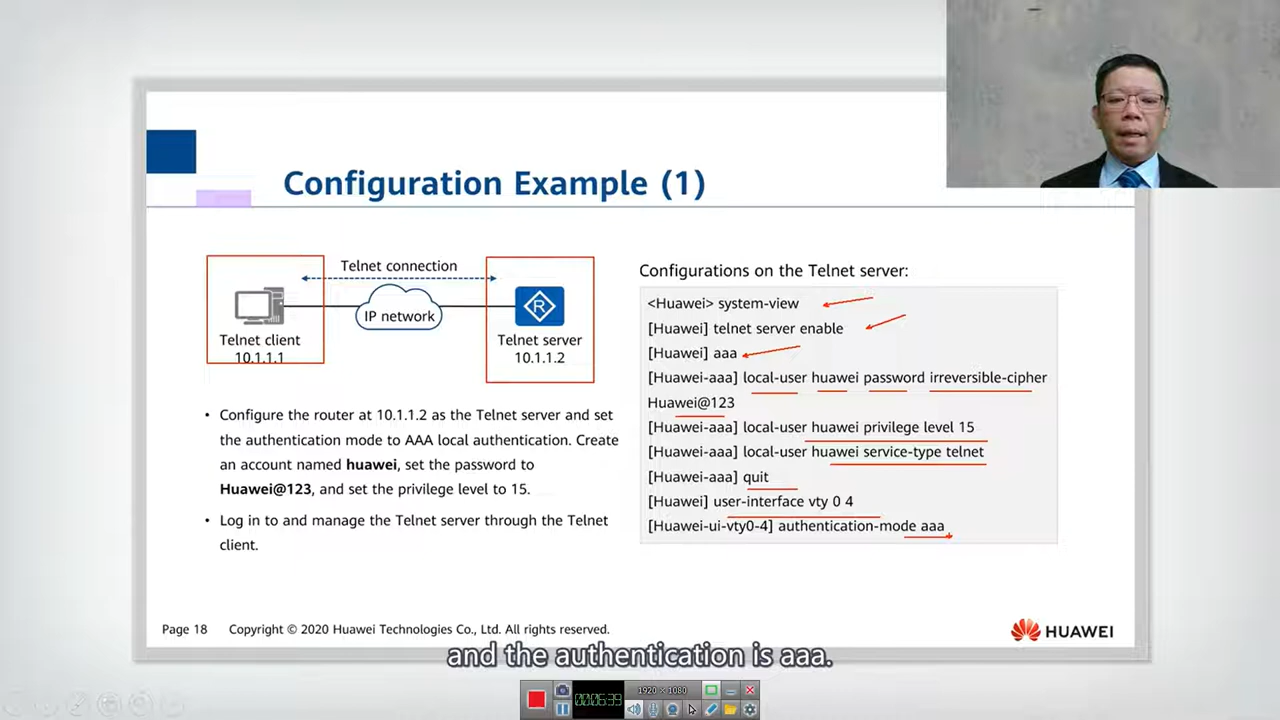 Configuration Example (1)
Telnet connection
IP network
R
Telnet client
10.1.1.1
Telnet server
10.1.1.2
• Configure the router at 10.1.1.2 as the Telnet server and set
the authentication mode to AAA local authentication. Create
an account named huawei, set the password to
Huawei@123, and set the privilege level to 15.
• Log in to and manage the Telnet server through the Telnet
client.
Configurations on the Telnet server:
<Huawei> system-view
[Huawei] telnet server enable
[Huawei] aaa
[Huawei-aaa] local-user huawei password irreversible-cipher
Huawei@123
[Huawei-aaa] local-user huawei privilege level 15
[Huawei-aaa] local-user huawei service-type telnet
[Huawei-aaa] quit
[Huawei] user-interface vty 0 4
[Huawei-ui-vty0-4] authentication-mode aaa
Page 18 Copyright © 2020 Huawei Technologies Co., Ltd. All rights reserved.
HUAWEI
and the authentication is aaa.
000:06:39
1920 × 1080